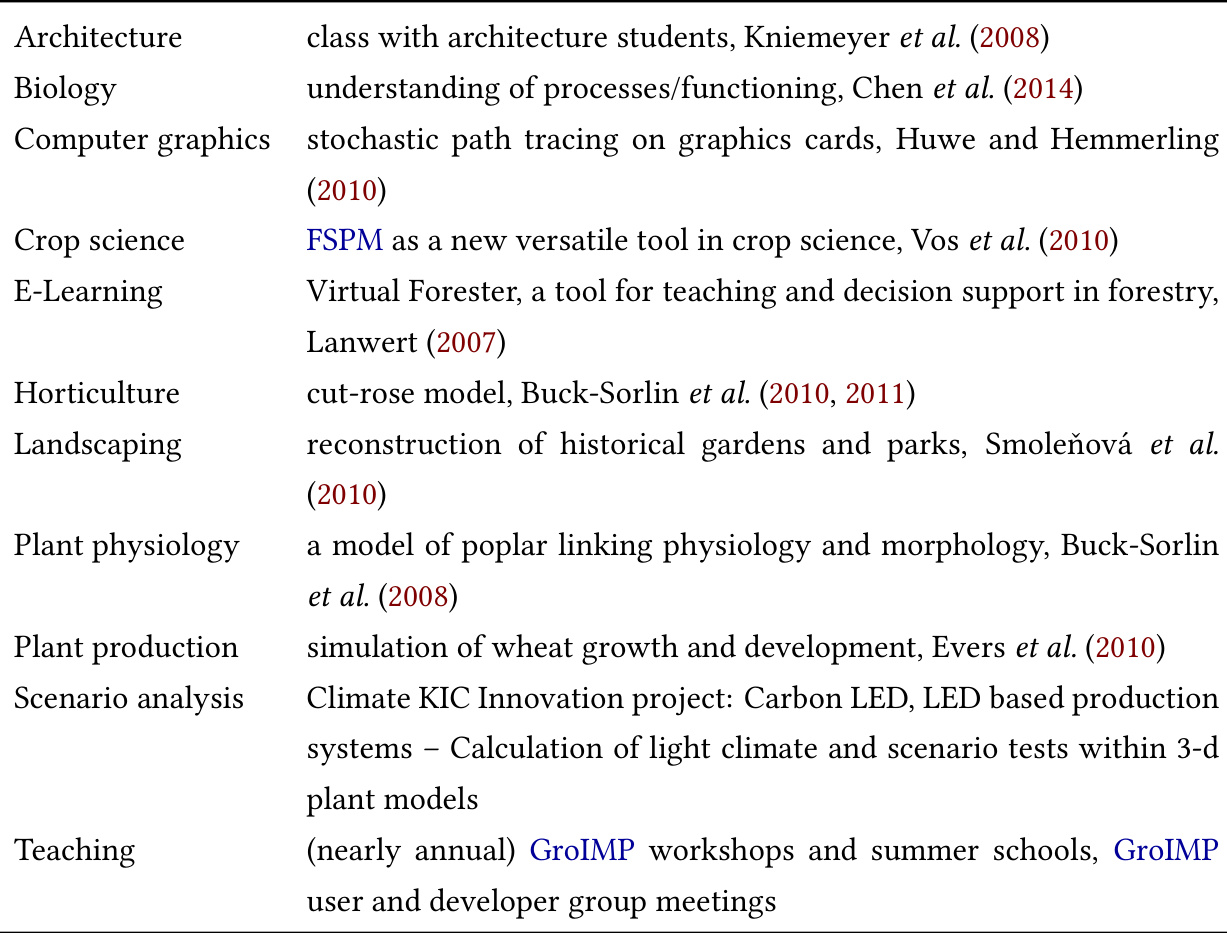 Architecture class with architecture students, Kniemeyer et al. (2008)
Biology understanding of processes/functioning, Chen et al. (2014)
Computer graphics stochastic path tracing on graphics cards, Huwe and Hemmerling
(2010)
Crop science FSPM as a new versatile tool in crop science, Vos et al. (2010)
E-Learning Virtual Forester, a tool for teaching and decision support in forestry,
Lanwert (2007)
Horticulture cut-rose model, Buck-Sorlin et al. (2010, 2011)
Landscaping reconstruction of historical gardens and parks, Smoleňová et al.
(2010)
Plant physiology a model of poplar linking physiology and morphology, Buck-Sorlin
et al. (2008)
Plant production simulation of wheat growth and development, Evers et al. (2010)
Scenario analysis Climate KIC Innovation project: Carbon LED, LED based production
systems – Calculation of light climate and scenario tests within 3-d
plant models
Teaching (nearly annual) GroIMP workshops and summer schools, GroIMP
user and developer group meetings